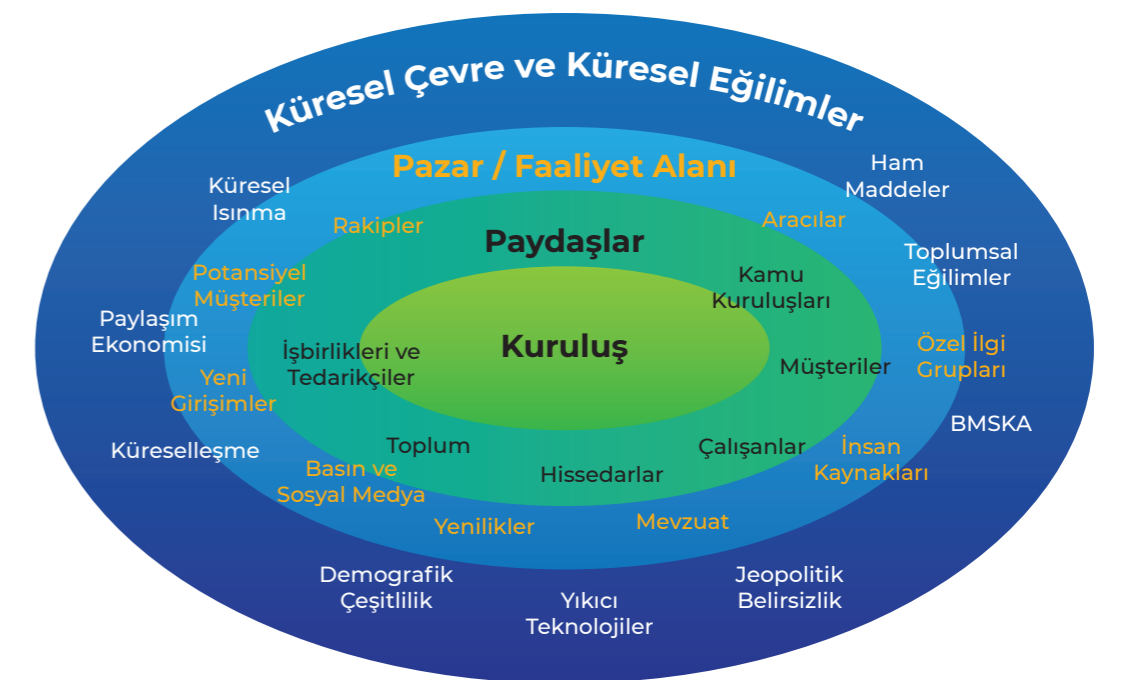 Küresel Çevre ve Küresel Eğilimler
Pazar / Faaliyet Alanı
Ham
Maddeler
Küresel
Isınma
Rakipler
Aracılar
Paydaşlar
Toplumsal
Eğilimler
Potansiyel
Müşteriler
Kamu
Kuruluşları
Paylaşım
Ekonomisi
Kuruluş
İşbirlikleri ve
Tedarikçiler
Müşteriler
Özel İlgi
Grupları
Yeni
Girişimler
BMSKA
Küreselleşme
Toplum
Çalışanlar
İnsan
Kaynakları
Basın ve
Sosyal Medya
Hissedarlar
Yenilikler
Mevzuat
Demografik
Çeşitlilik
Yıkıcı
Teknolojiler
Jeopolitik
Belirsizlik